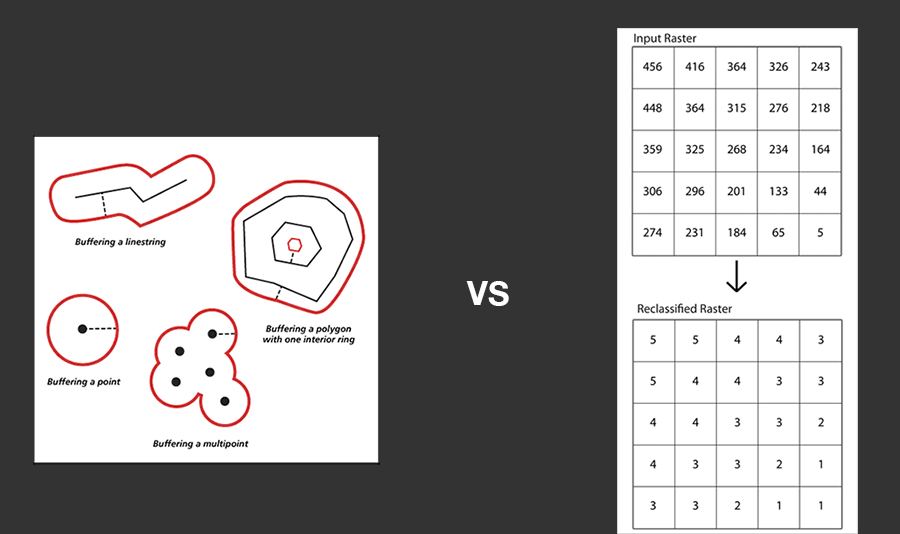 Buffering a linestring
Buffering a polygon
with one interior ring
Buffering a point
Buffering a multipoint
VS
Input Raster
456 416 364 326 243
448 364 315 276 218
359 325 268 234 164
306 296 201 133 44
274 231 184 65 5
Reclassified Raster
5 5 4 4 3
5 4 4 3 3
4 4 3 3 2
4 3 3 2 1
3 3 2 1 1